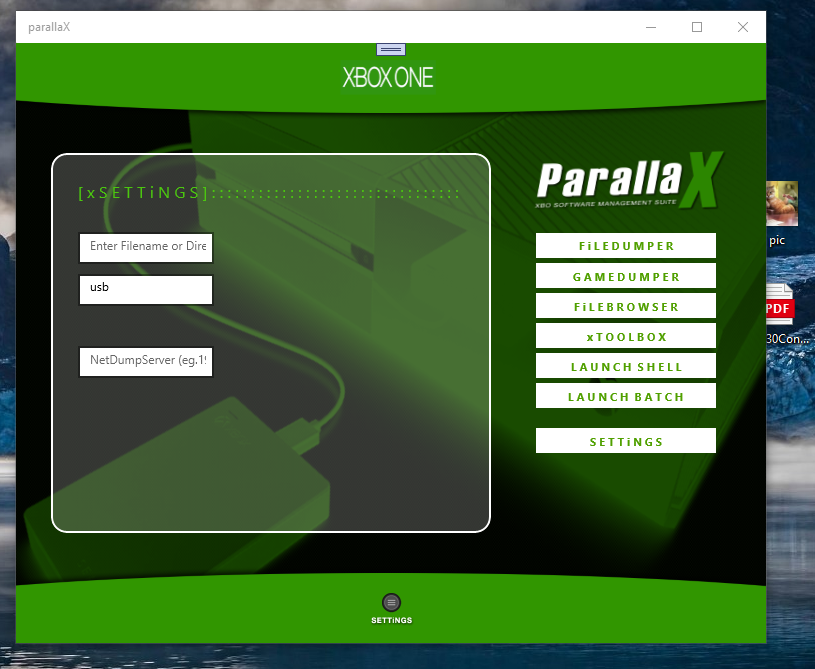 parallaX
XBOX ONE
[xSETTiNGS]::::::::::::::::::::::::::::::::
ParallaX
XBO SOFTWARE MANAGEMENT SUITE
Enter Filename or Dire
usb
NetDumpServer (eg.19
FiLEDUMPER
GAMEDUMPER
FiLEBROWSER
xTOOLBOX
LAUNCH SHELL
LAUNCH BATCH
SETTiNGS
SETTiNGS
pic
PDF
30Con...